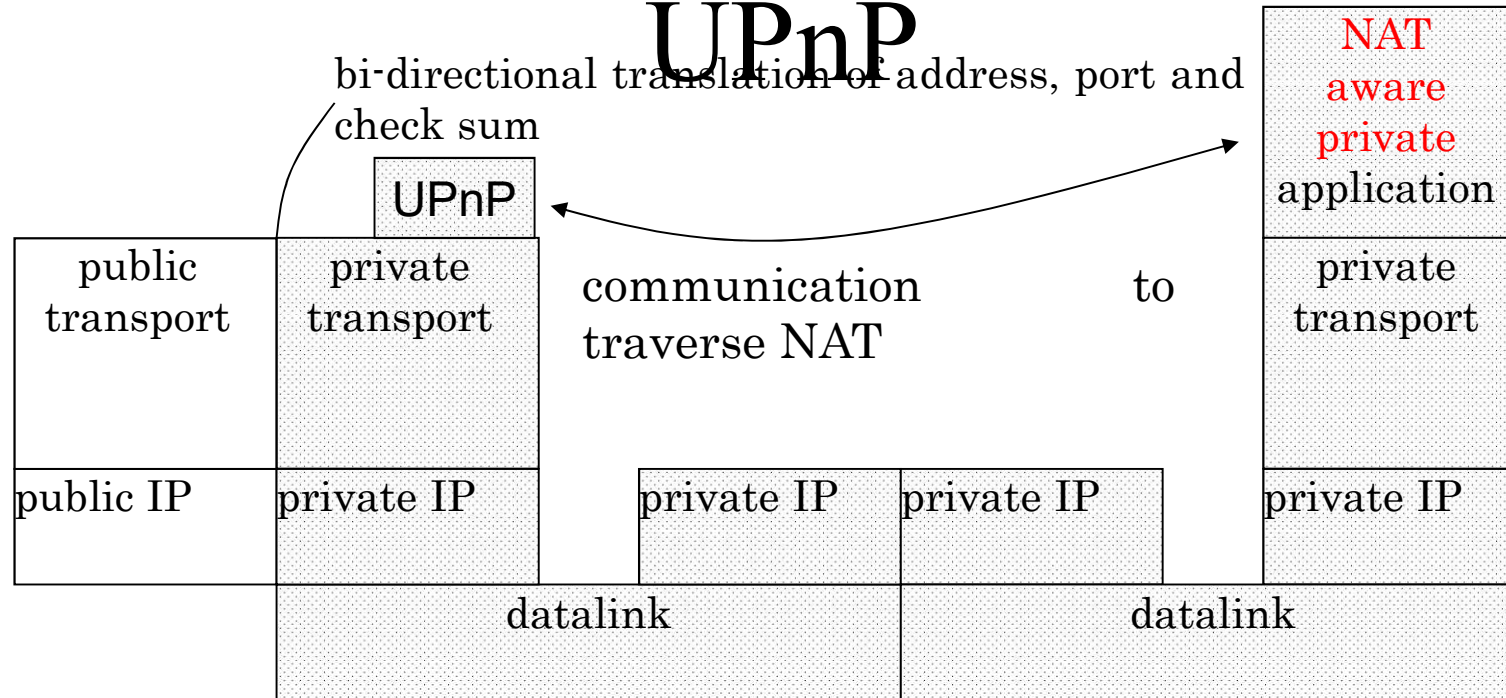 UPnP
bi-directional translation of address, port and
check sum
NAT
aware
private
application
UPnP
public
transport
private
transport
communication to
traverse NAT
private
transport
public IP
private IP
private IP
private IP
private IP
datalink
datalink